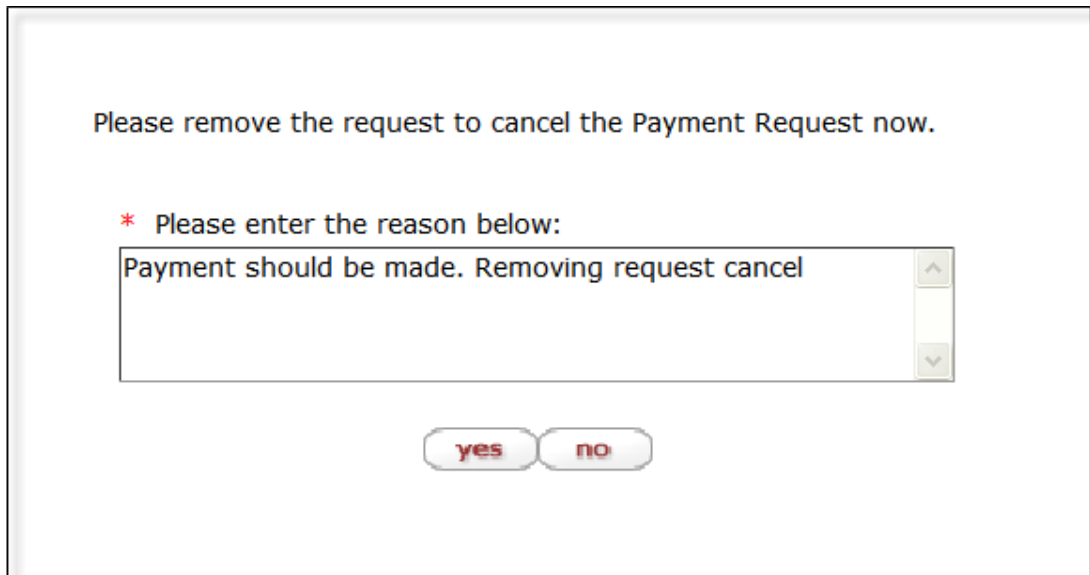 Please remove the request to cancel the Payment Request now.
* Please enter the reason below:
Payment should be made. Removing request cancel
yes no